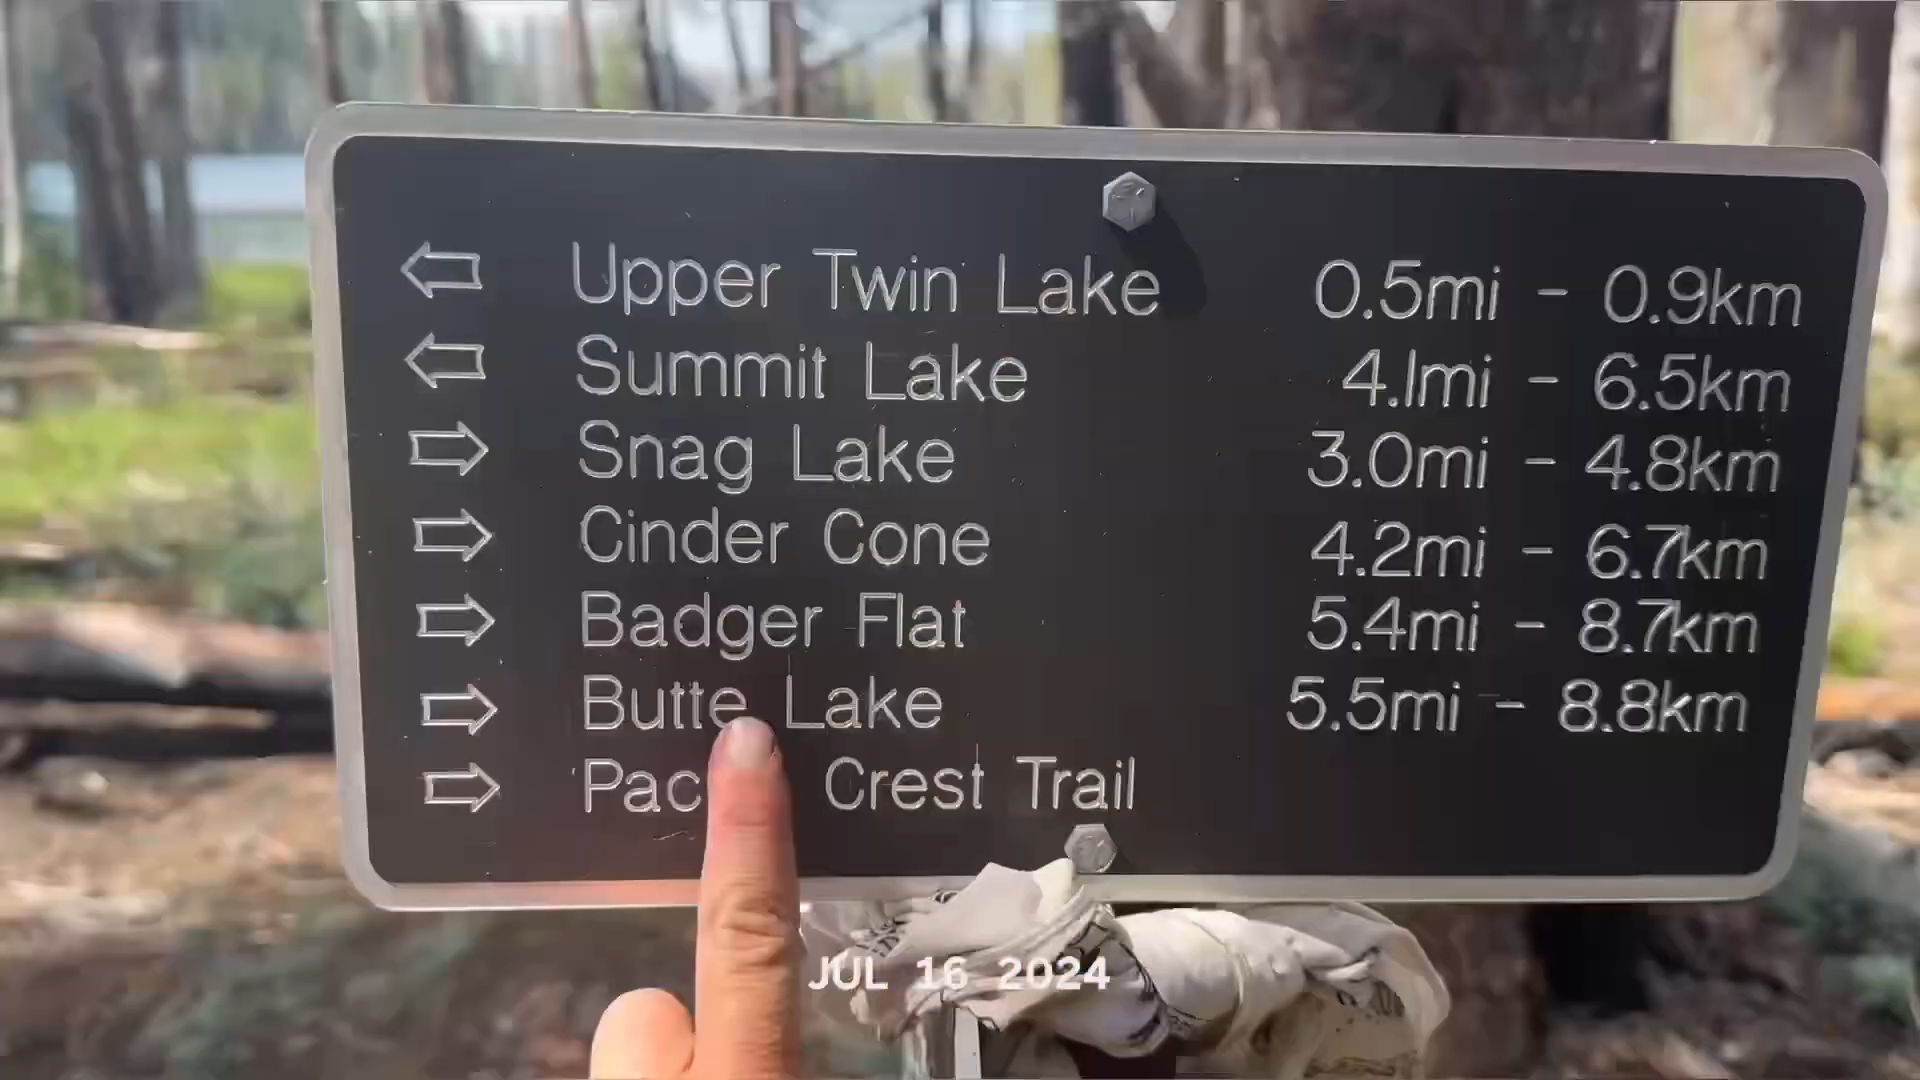 Upper Twin Lake 0.5mi - 0.9km
Summit Lake 4.1mi - 6.5km
Snag Lake 3.0mi - 4.8km
Cinder Cone 4.2mi - 6.7km
Badger Flat 5.4mi - 8.7km
Butte Lake 5.5mi - 8.8km
Crest Trail
JUL 16 2024